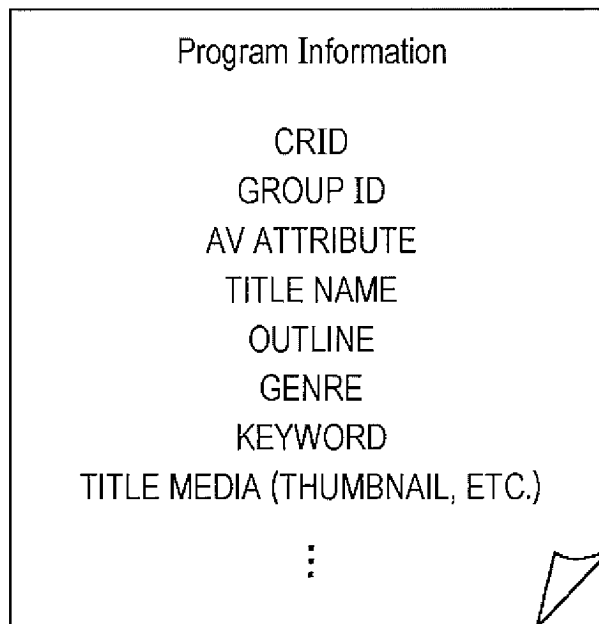 Program Information
CRID
GROUP ID
AV ATTRIBUTE
TITLE NAME
OUTLINE
GENRE
KEYWORD
TITLE MEDIA (THUMBNAIL, ETC.)
⋮